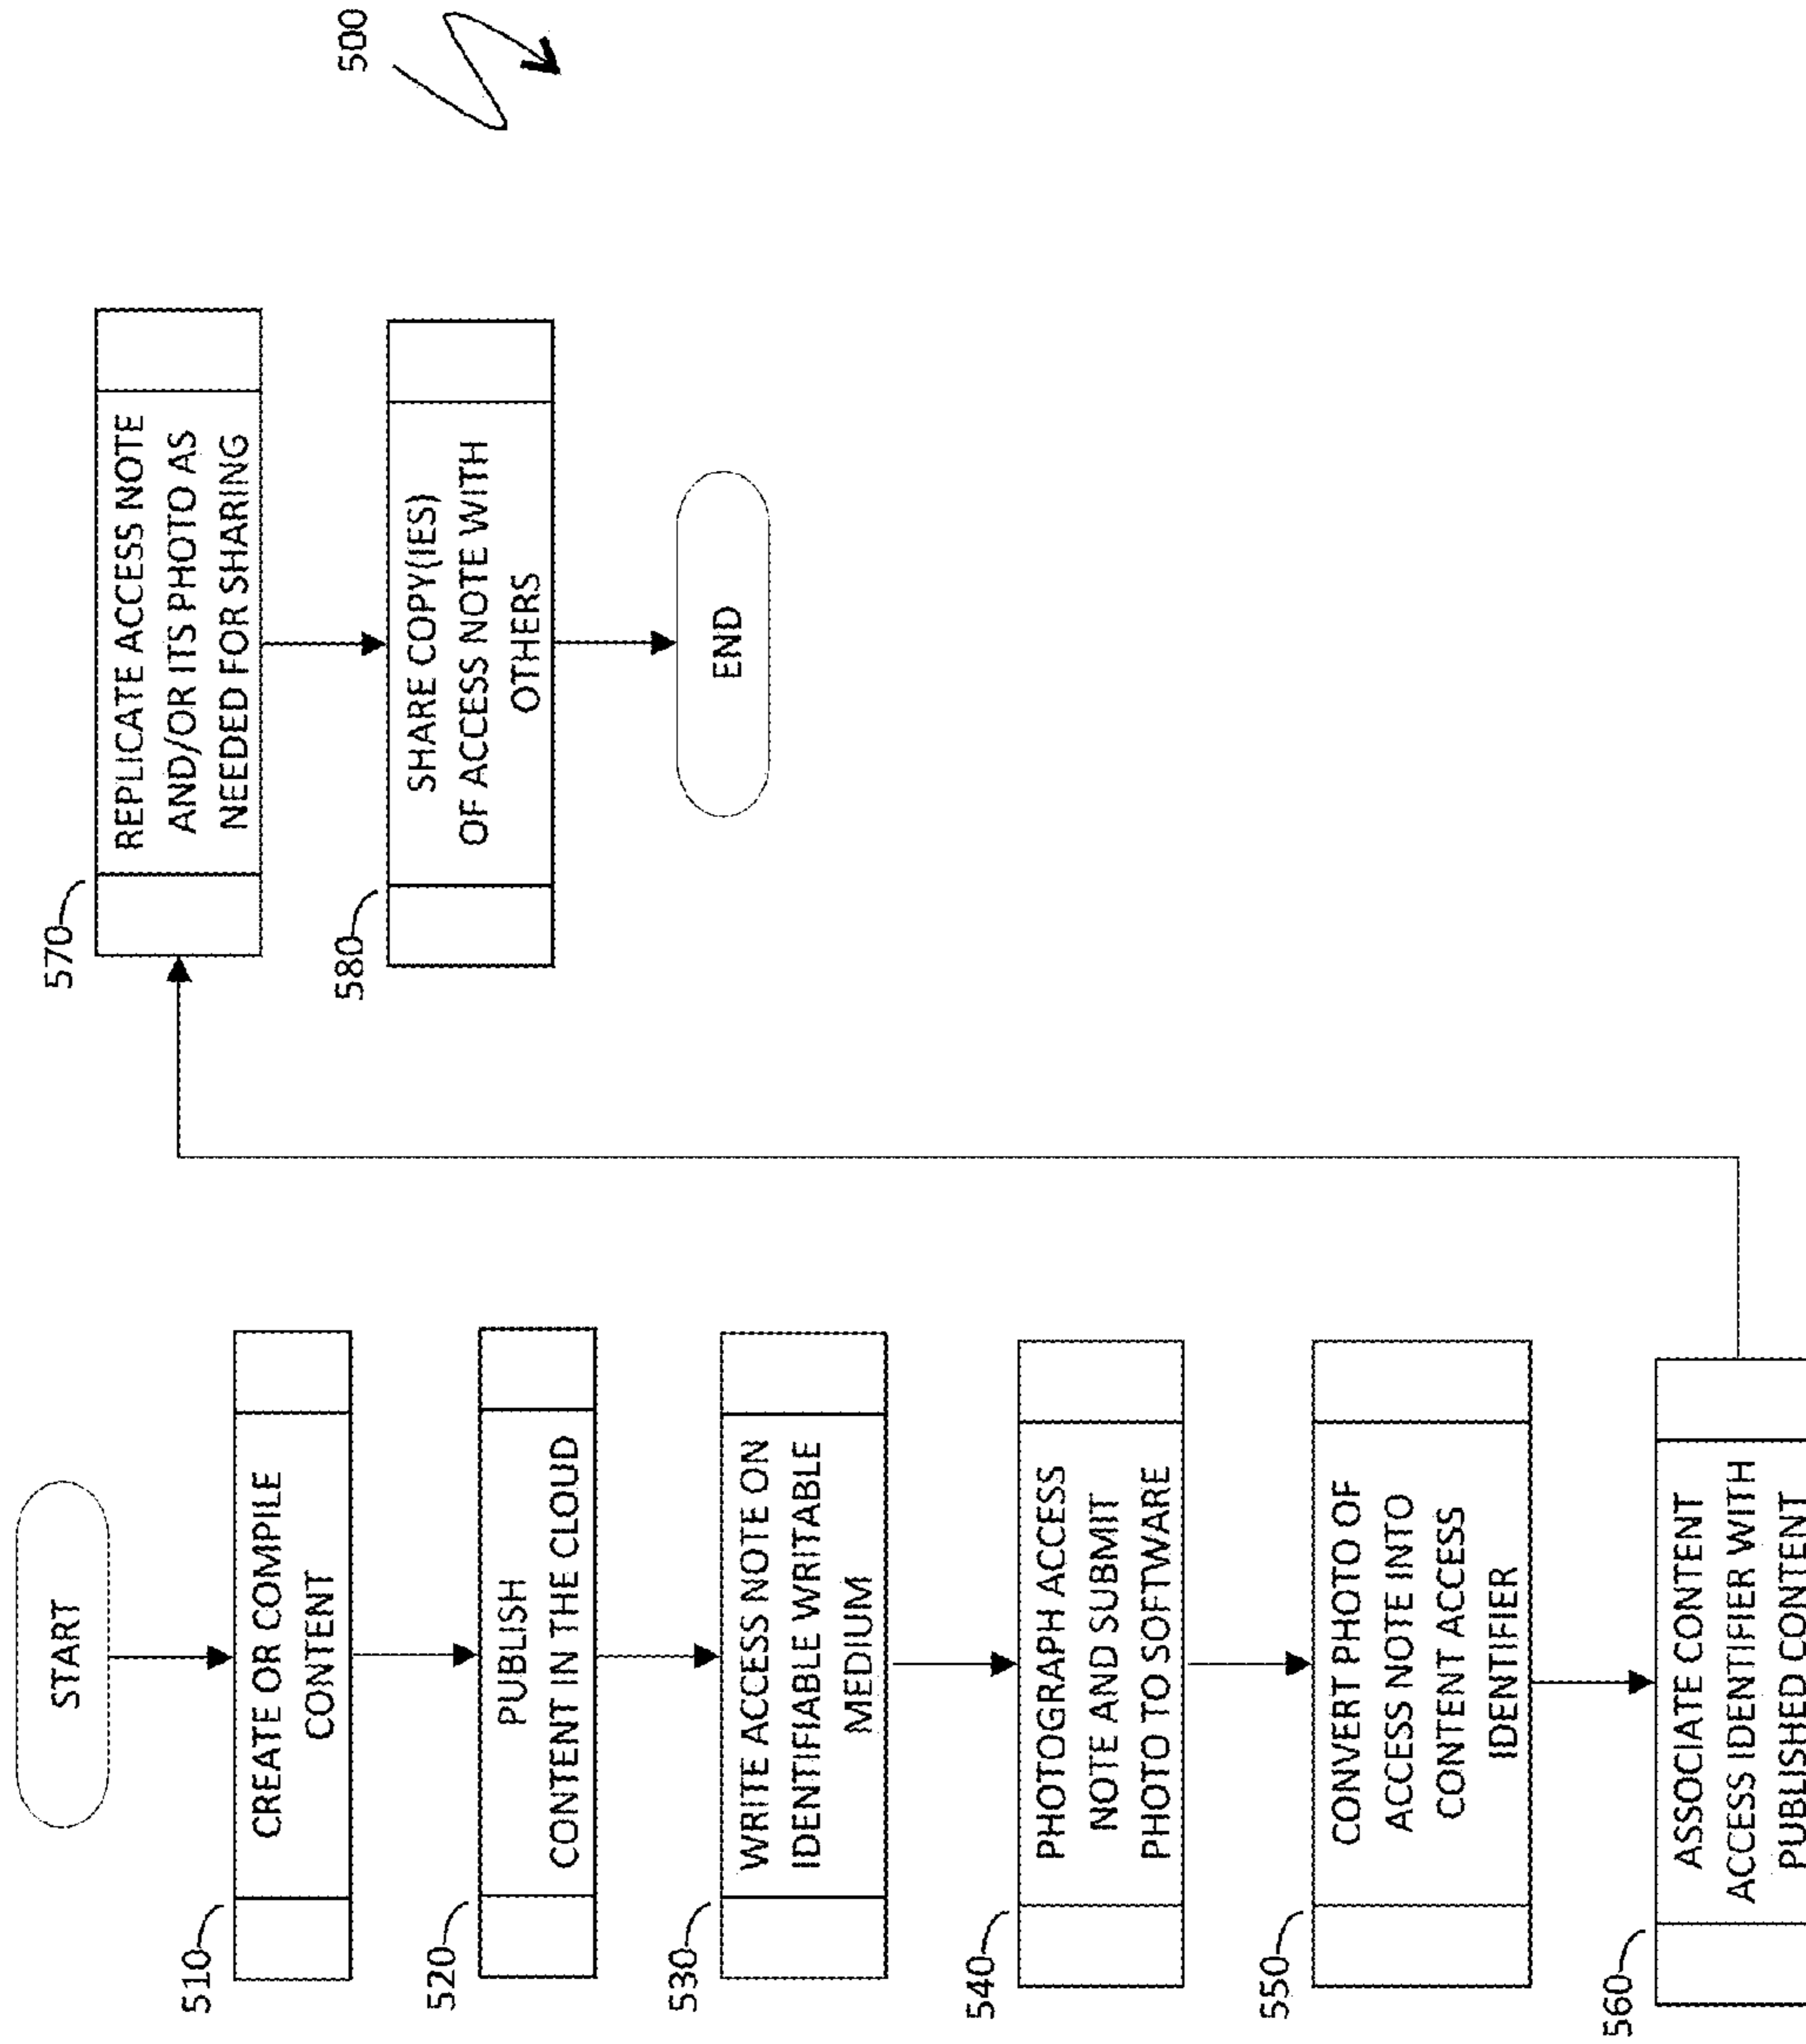 START
510
CREATE OR COMPILE
CONTENT
520
PUBLISH
CONTENT IN THE CLOUD
530
WRITE ACCESS NOTE ON
IDENTIFIABLE WRITABLE
MEDIUM
540
PHOTOGRAPH ACCESS
NOTE AND SUBMIT
PHOTO TO SOFTWARE
550
CONVERT PHOTO OF
ACCESS NOTE INTO
CONTENT ACCESS
IDENTIFIER
560
ASSOCIATE CONTENT
ACCESS IDENTIFIER WITH
PUBLISHED CONTENT
570
REPLICATE ACCESS NOTE
AND/OR ITS PHOTO AS
NEEDED FOR SHARING
580
SHARE COPY(IES)
OF ACCESS NOTE WITH
OTHERS
END
500